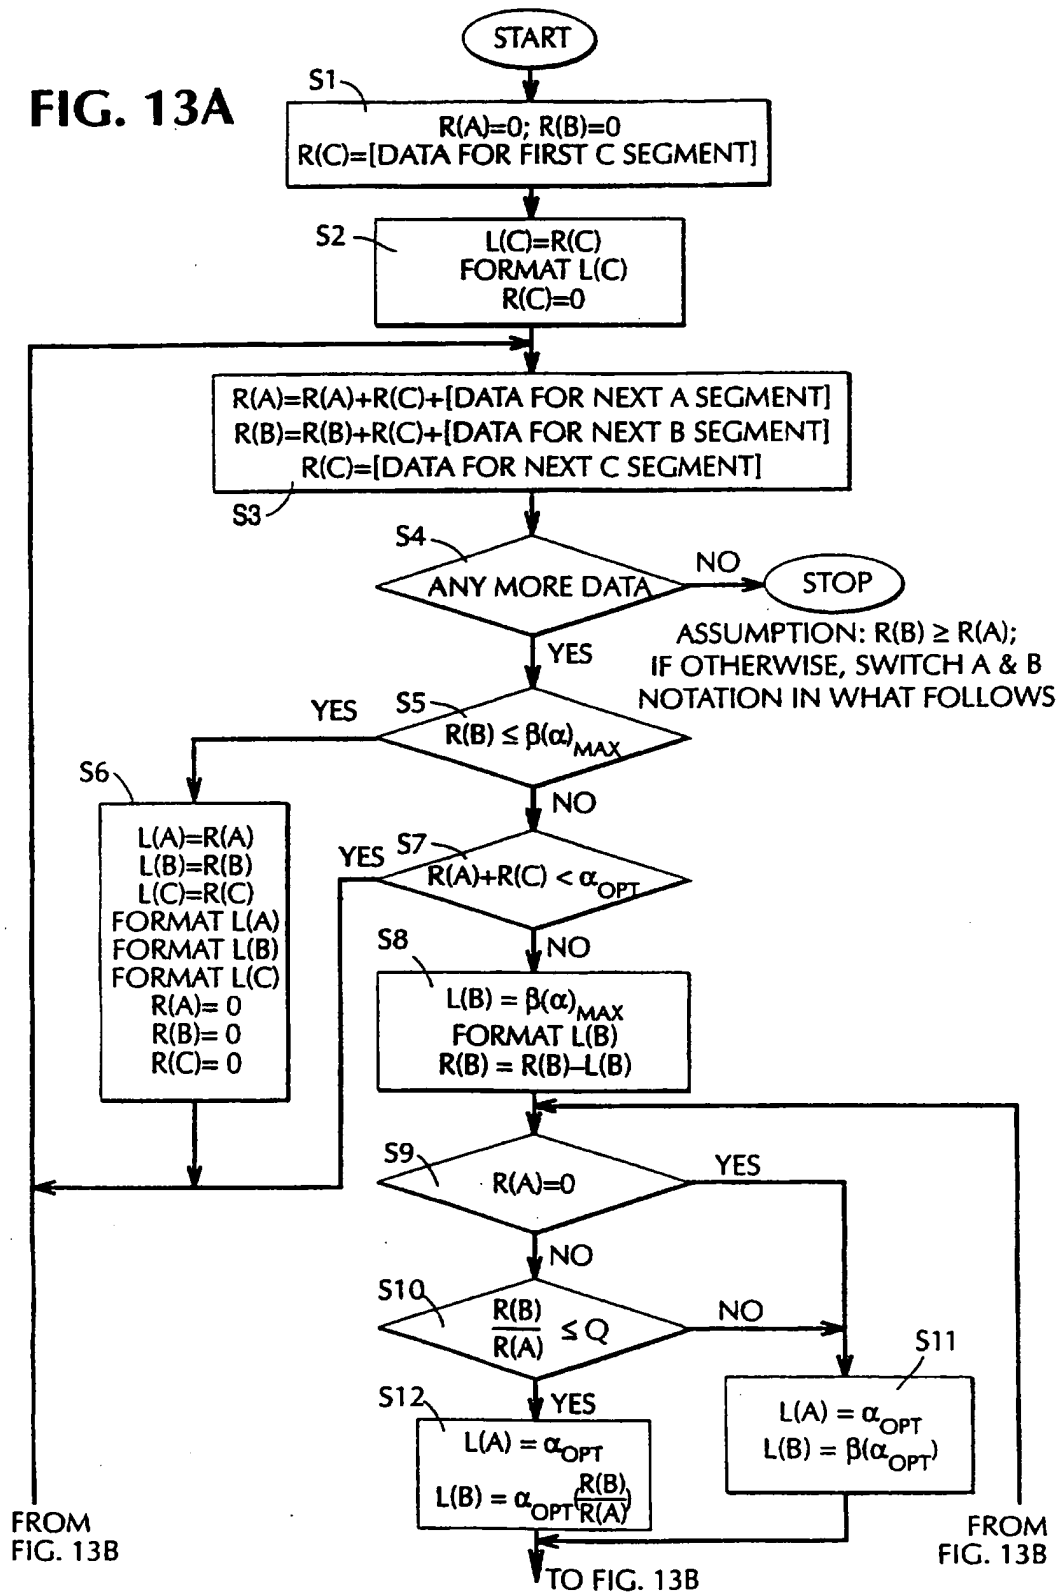 START
FIG. 13A
S1
R(A)=0; R(B)=0
R(C)=[DATA FOR FIRST C SEGMENT]
S2
L(C)=R(C)
FORMAT L(C)
R(C)=0
R(A)=R(A)+R(C)+[DATA FOR NEXT A SEGMENT]
R(B)=R(B)+R(C)+[DATA FOR NEXT B SEGMENT]
R(C)=[DATA FOR NEXT C SEGMENT]
S3
S4
ANY MORE DATA
NO
STOP
YES
ASSUMPTION: R(B) ≥ R(A);
IF OTHERWISE, SWITCH A & B
NOTATION IN WHAT FOLLOWS
S5
YES
R(B) ≤ β(α)MAX
NO
S6
L(A)=R(A)
L(B)=R(B)
L(C)=R(C)
FORMAT L(A)
FORMAT L(B)
FORMAT L(C)
R(A)= 0
R(B)= 0
R(C)= 0
S7
YES
R(A)+R(C) < αOPT
NO
S8
L(B) = β(α)MAX
FORMAT L(B)
R(B) = R(B)–L(B)
S9
R(A)=0
YES
NO
S10
R(B)
R(A)
≤ Q
NO
YES
S11
L(A) = αOPT
L(B) = β(αOPT)
S12
L(A) = αOPT
L(B) = αOPT(R(B)/R(A))
FROM
FIG. 13B
FROM
FIG. 13B
TO FIG. 13B